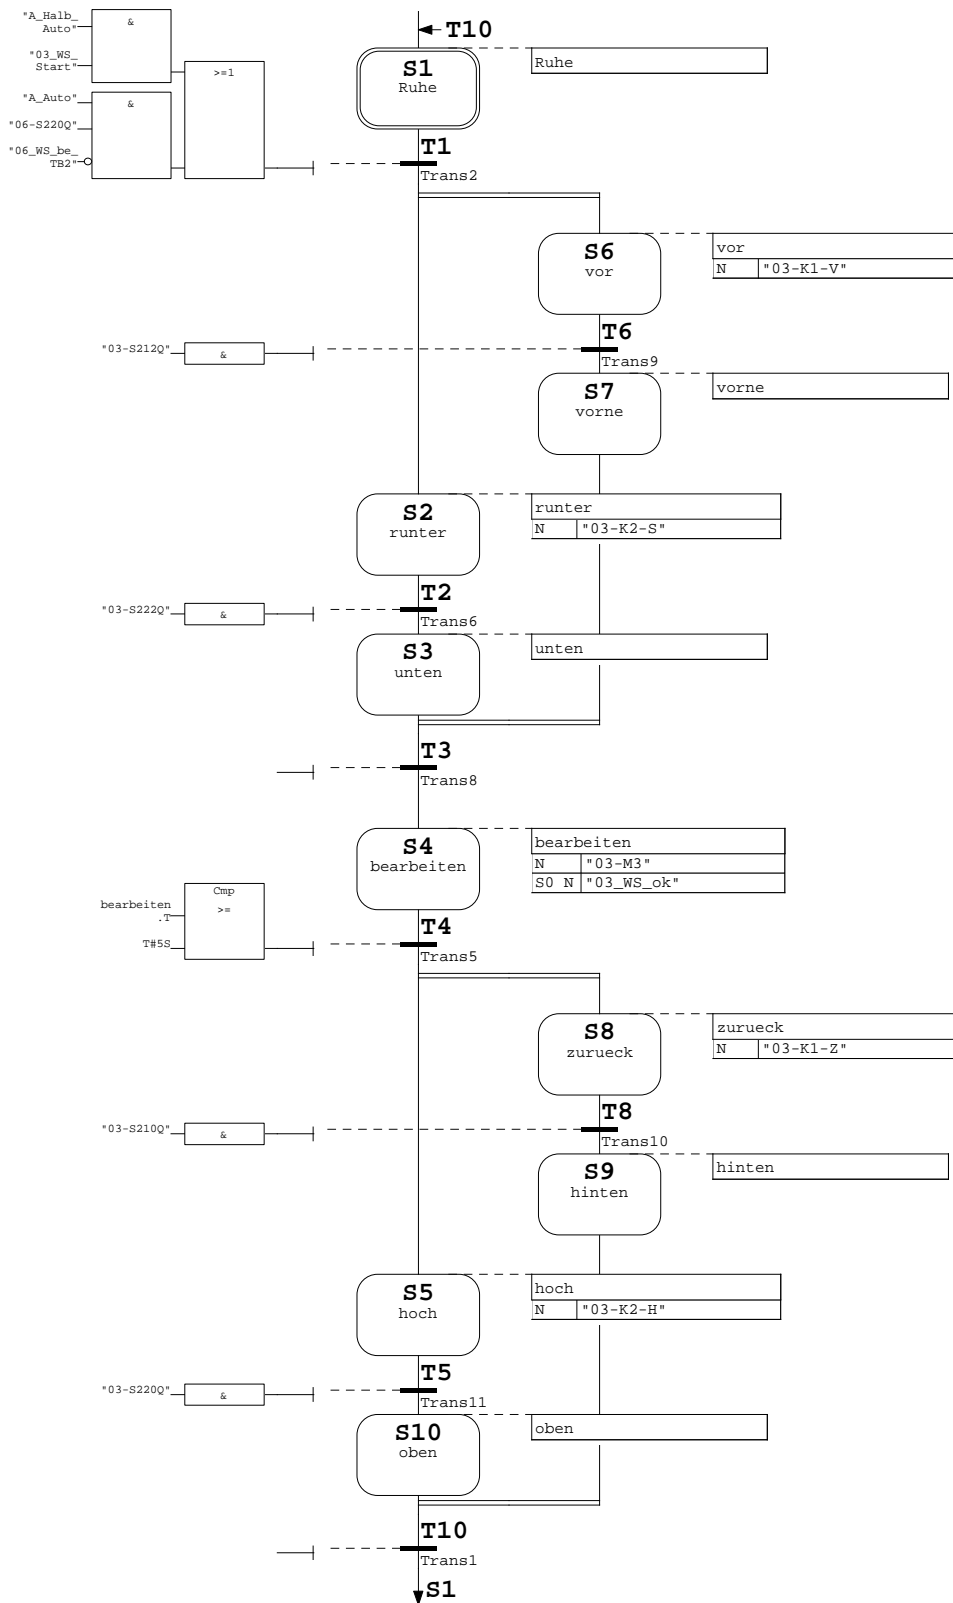 T10
"A_Halb_
Auto"
&
"03_WS_
Start"
>=1
"A_Auto"
&
"06-S220Q"
"06_WS_be_
TB2"
S1
Ruhe
Ruhe
T1
Trans2
S6
vor
vor
N "03-K1-V"
"03-S212Q"
&
T6
Trans9
S7
vorne
vorne
S2
runter
runter
N "03-K2-S"
"03-S222Q"
&
T2
Trans6
S3
unten
unten
T3
Trans8
S4
bearbeiten
bearbeiten
N "03-M3"
S0 N "03_WS_ok"
Cmp
>=
bearbeiten
.T
T#5S
T4
Trans5
S8
zurueck
zurueck
N "03-K1-Z"
"03-S210Q"
&
T8
Trans10
S9
hinten
hinten
S5
hoch
hoch
N "03-K2-H"
"03-S220Q"
&
T5
Trans11
S10
oben
oben
T10
Trans1
S1